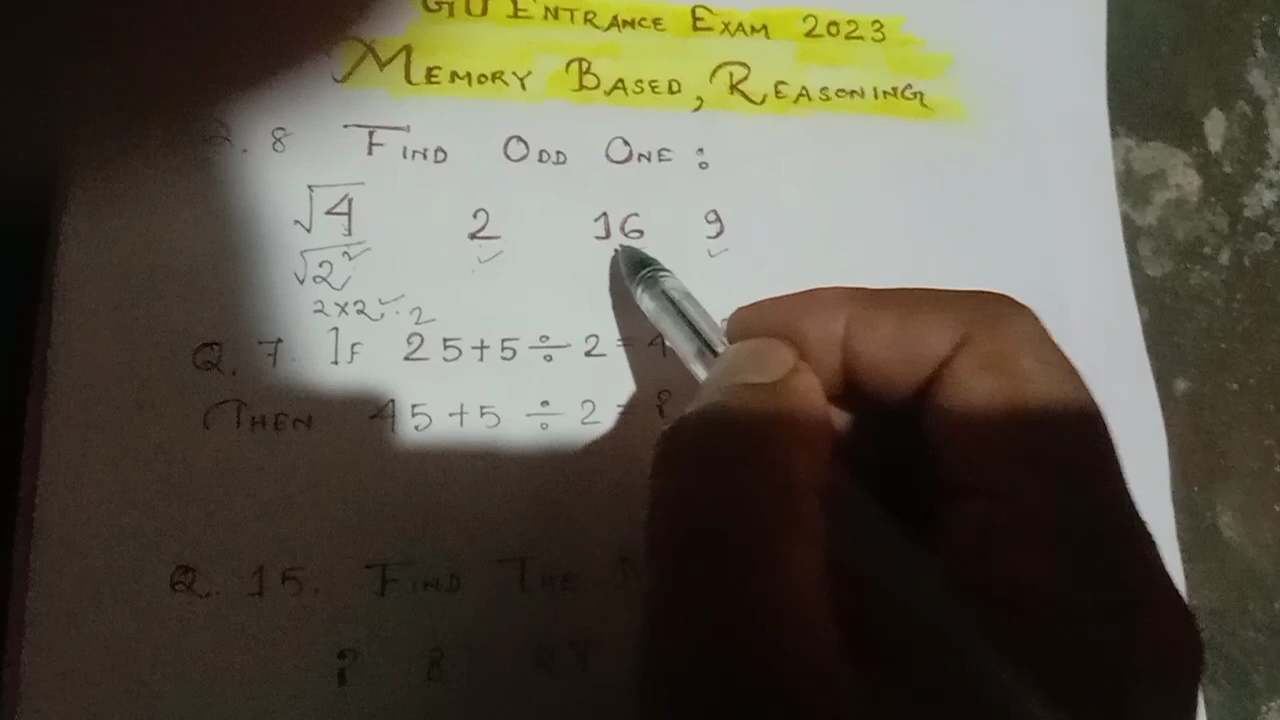 GU ENTRANCE EXAM 2023
MEMORY BASED, REASONING
Q. 8 FIND ODD ONE :
√4 2 16 9
√2²
2×2 2
Q. 7. IF 25+5÷2 = 4
THEN 45+5÷2 = ?
Q. 15. FIND THE
? 8